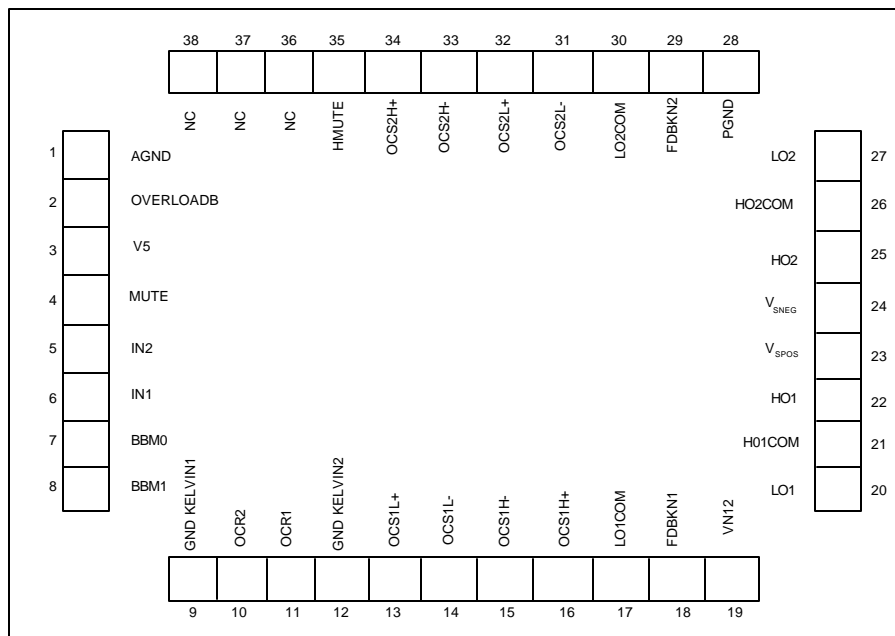 38 37 36 35 34 33 32 31 30 29 28
NC NC NC HMUTE OCS2H+ OCS2H- OCS2L+ OCS2L- LO2COM FDBKN2 PGND
1 AGND
2 OVERLOADB
3 V5
4 MUTE
5 IN2
6 IN1
7 BBM0
8 BBM1
LO2 27
HO2COM 26
HO2 25
VSNEG 24
VSPOS 23
HO1 22
H01COM 21
LO1 20
GND KELVIN1 OCR2 OCR1 GND KELVIN2 OCS1L+ OCS1L- OCS1H- OCS1H+ LO1COM FDBKN1 VN12
9 10 11 12 13 14 15 16 17 18 19